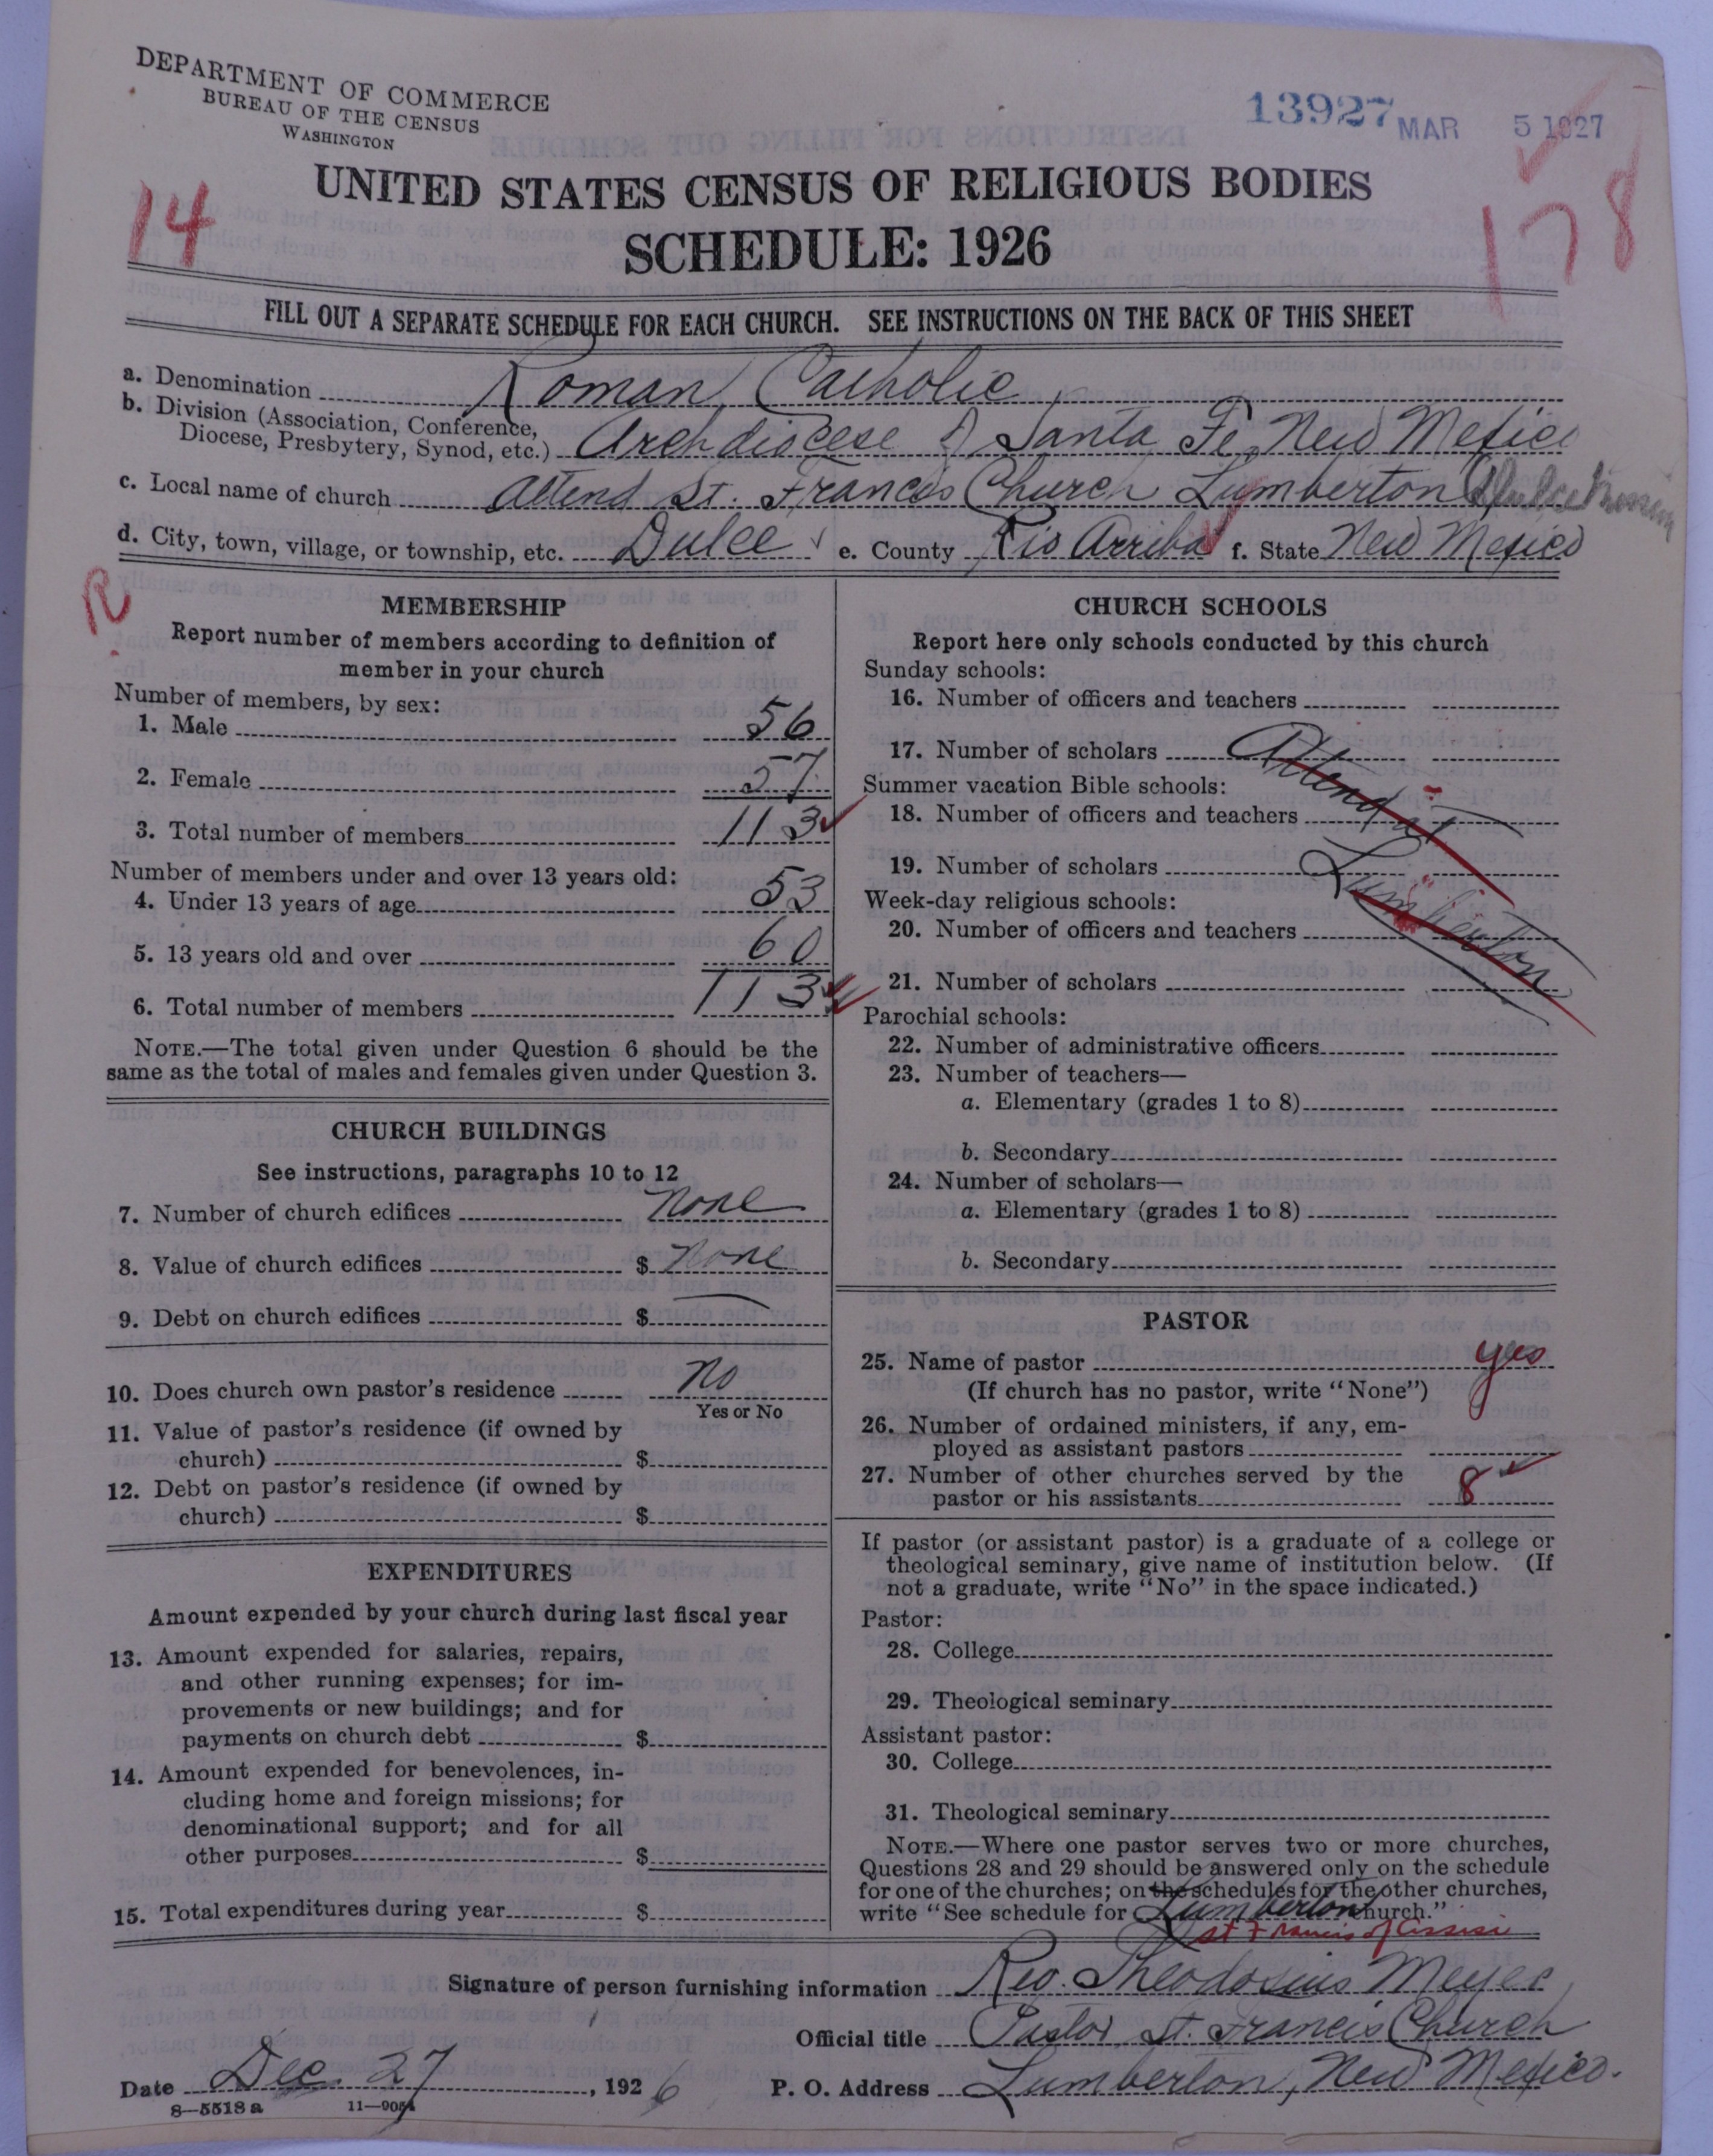 DEPARTMENT OF COMMERCE
BUREAU OF THE CENSUS
WASHINGTON
13927 MAR 5 1927
14
178
UNITED STATES CENSUS OF RELIGIOUS BODIES
SCHEDULE: 1926
FILL OUT A SEPARATE SCHEDULE FOR EACH CHURCH. SEE INSTRUCTIONS ON THE BACK OF THIS SHEET
a. Denomination Roman Catholic
b. Division (Association, Conference,
Diocese, Presbytery, Synod, etc.) Archdiocese of Santa Fe, New Mexico
c. Local name of church Attend St. Francis Church Lumberton
d. City, town, village, or township, etc. Dulce e. County Rio Arriba f. State New Mexico
R
MEMBERSHIP
Report number of members according to definition of
member in your church
Number of members, by sex:
1. Male 56
2. Female 57
3. Total number of members 113
Number of members under and over 13 years old:
4. Under 13 years of age 53
5. 13 years old and over 60
6. Total number of members 113
NOTE.—The total given under Question 6 should be the
same as the total of males and females given under Question 3.
CHURCH BUILDINGS
See instructions, paragraphs 10 to 12
7. Number of church edifices None
8. Value of church edifices $ None
9. Debt on church edifices $ —
10. Does church own pastor's residence No
Yes or No
11. Value of pastor's residence (if owned by
church) $
12. Debt on pastor's residence (if owned by
church) $
EXPENDITURES
Amount expended by your church during last fiscal year
13. Amount expended for salaries, repairs,
and other running expenses; for im-
provements or new buildings; and for
payments on church debt $
14. Amount expended for benevolences, in-
cluding home and foreign missions; for
denominational support; and for all
other purposes $
15. Total expenditures during year $
CHURCH SCHOOLS
Report here only schools conducted by this church
Sunday schools:
16. Number of officers and teachers
17. Number of scholars Attend at
Summer vacation Bible schools:
18. Number of officers and teachers
19. Number of scholars Lumberton
Week-day religious schools:
20. Number of officers and teachers
21. Number of scholars
Parochial schools:
22. Number of administrative officers
23. Number of teachers—
a. Elementary (grades 1 to 8)
b. Secondary
24. Number of scholars—
a. Elementary (grades 1 to 8)
b. Secondary
PASTOR
25. Name of pastor yes
(If church has no pastor, write "None")
26. Number of ordained ministers, if any, em-
ployed as assistant pastors
27. Number of other churches served by the
pastor or his assistants 8
If pastor (or assistant pastor) is a graduate of a college or
theological seminary, give name of institution below. (If
not a graduate, write "No" in the space indicated.)
Pastor:
28. College
29. Theological seminary
Assistant pastor:
30. College
31. Theological seminary
NOTE.—Where one pastor serves two or more churches,
Questions 28 and 29 should be answered only on the schedule
for one of the churches; on the schedules for the other churches,
write "See schedule for Lumberton church."
St Francis of Assisi
Signature of person furnishing information Rev. Theodosius Meyer
Official title Pastor St. Francis Church
Date Dec. 27, 1926 P. O. Address Lumberton, New Mexico.
8—5518 a 11—9054